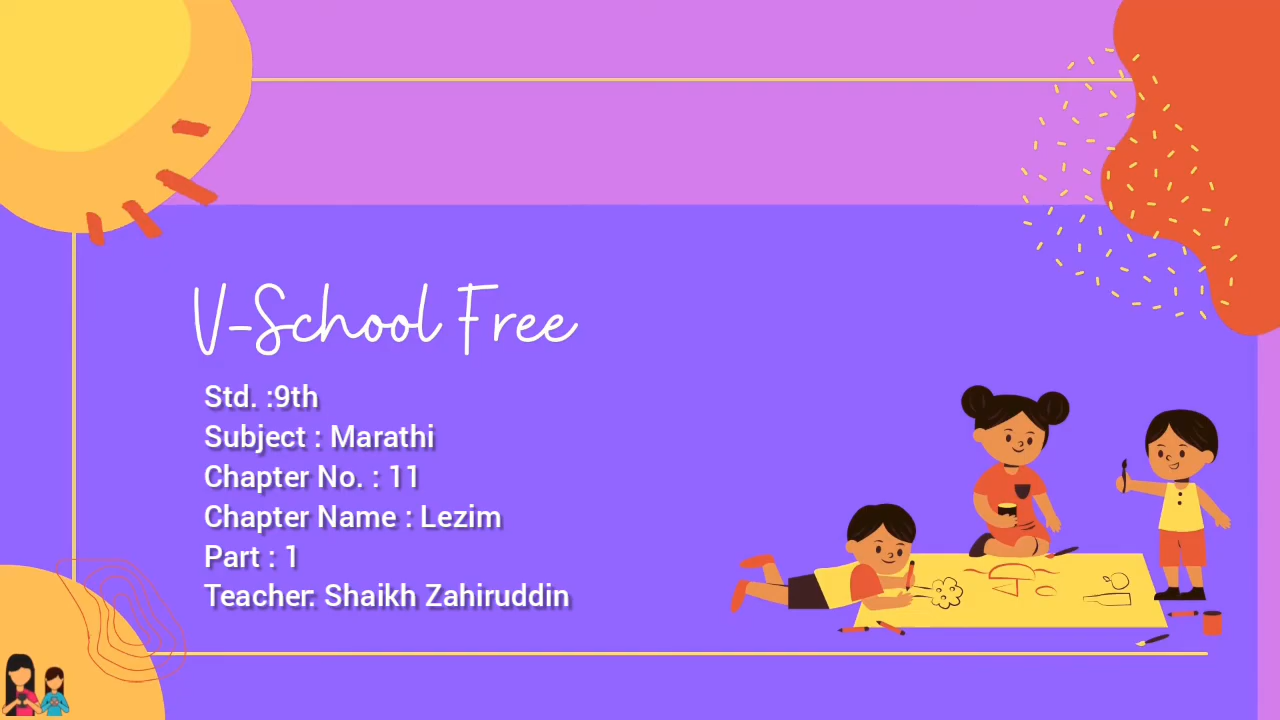 V-School Free
Std. :9th
Subject : Marathi
Chapter No. : 11
Chapter Name : Lezim
Part : 1
Teacher: Shaikh Zahiruddin